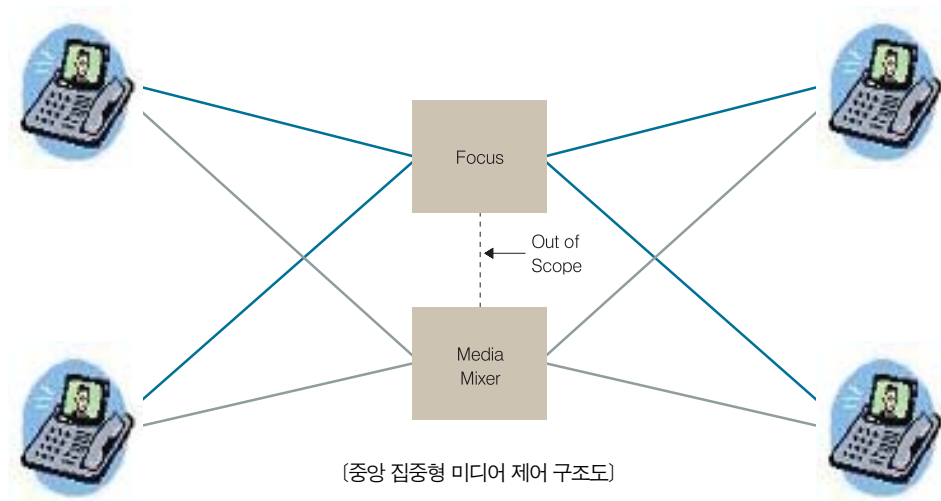 Focus
Out of
Scope
Media
Mixer
〔중앙 집중형 미디어 제어 구조도〕